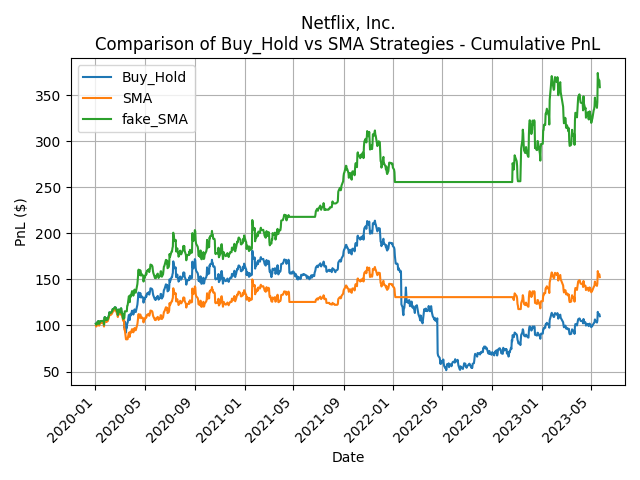 Netflix, Inc.
Comparison of Buy_Hold vs SMA Strategies - Cumulative PnL
Buy_Hold
SMA
fake_SMA
PnL ($)
350
300
250
200
150
100
50
2020-01
2020-05
2020-09
2021-01
2021-05
2021-09
2022-01
2022-05
2022-09
2023-01
2023-05
Date